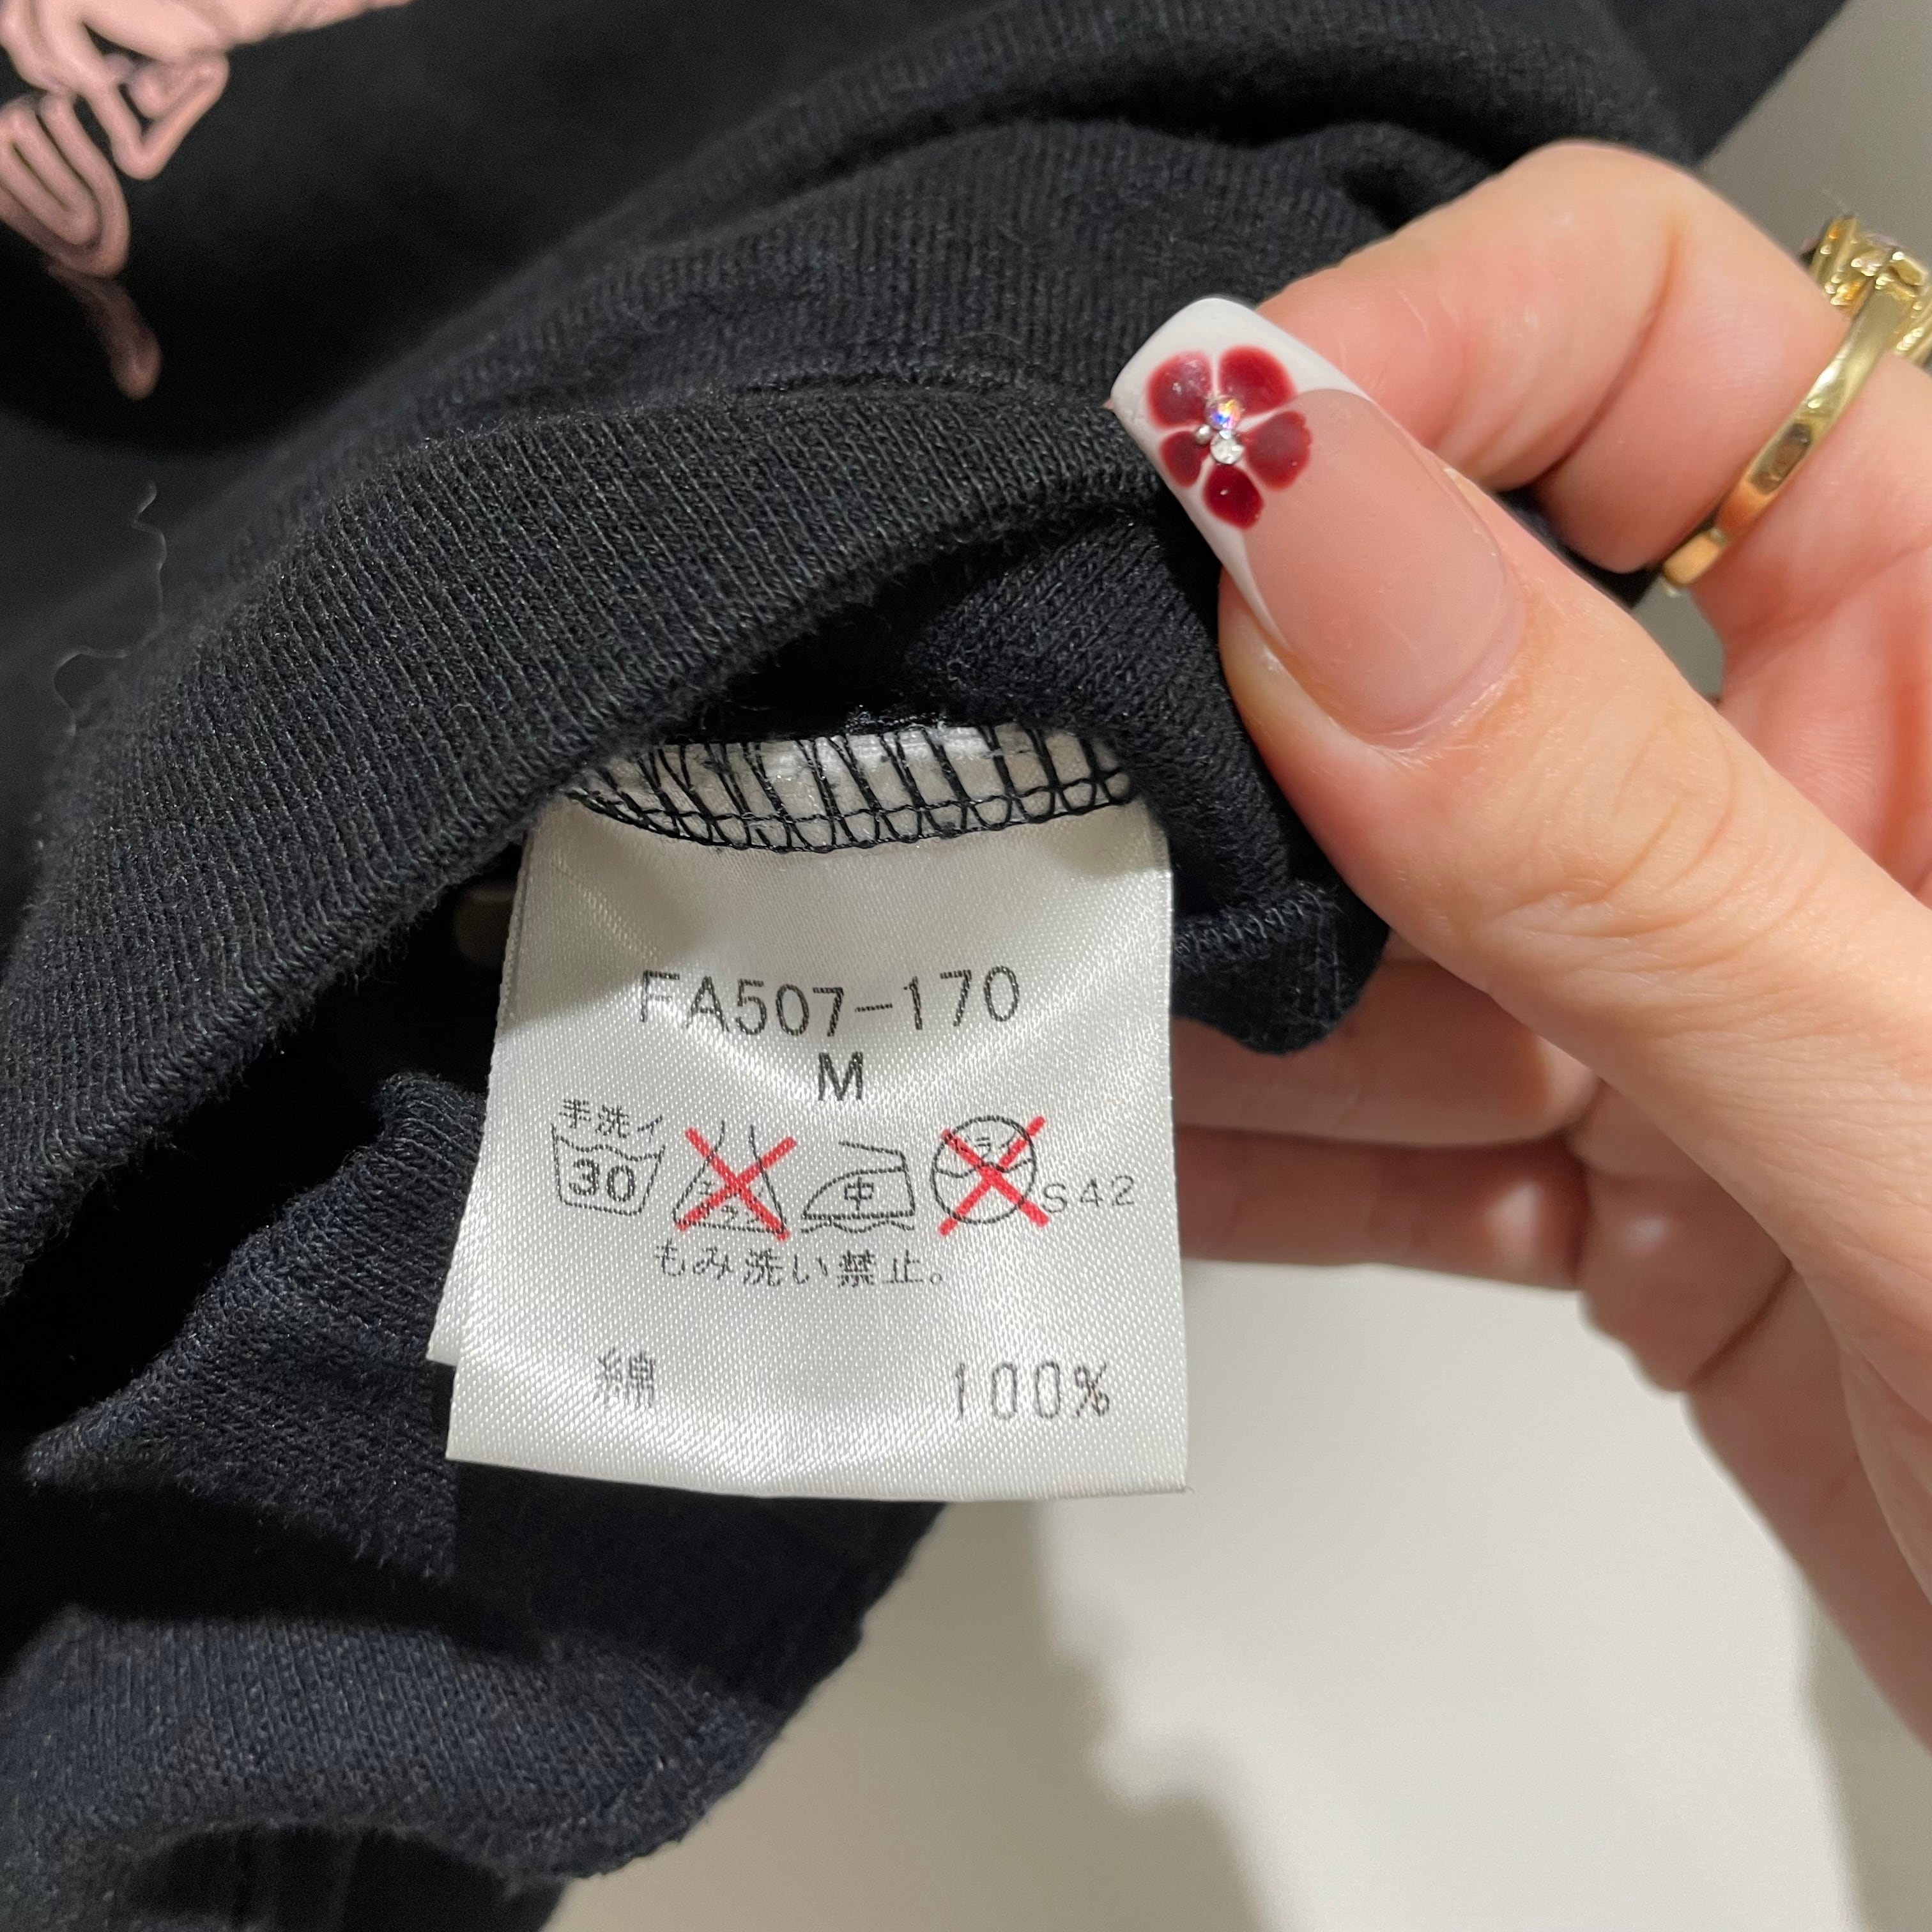 FA507-170
M
手洗イ
30 中 S42
もみ洗い禁止。
綿 100%